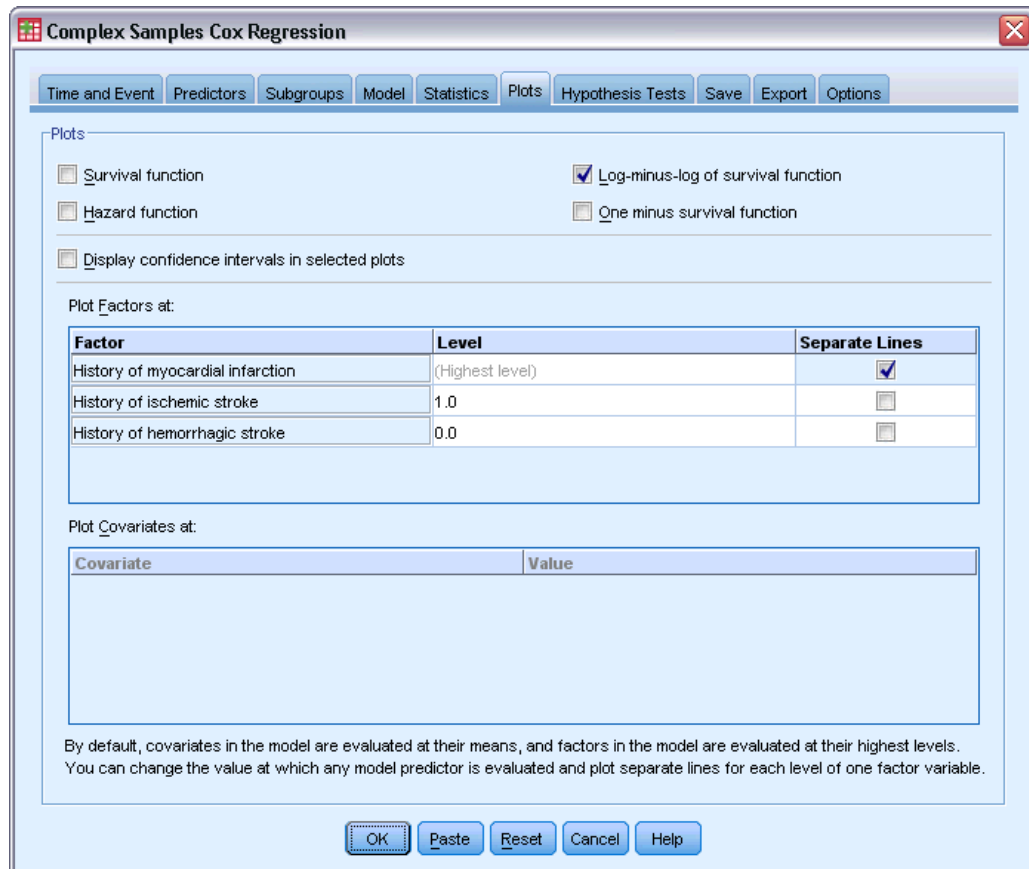 Complex Samples Cox Regression
Time and Event Predictors Subgroups Model Statistics Plots Hypothesis Tests Save Export Options
Plots
Survival function Log-minus-log of survival function
Hazard function One minus survival function
Display confidence intervals in selected plots
Plot Factors at:
Factor Level Separate Lines
History of myocardial infarction (Highest level)
History of ischemic stroke 1.0
History of hemorrhagic stroke 0.0
Plot Covariates at:
Covariate Value
By default, covariates in the model are evaluated at their means, and factors in the model are evaluated at their highest levels.
You can change the value at which any model predictor is evaluated and plot separate lines for each level of one factor variable.
OK Paste Reset Cancel Help